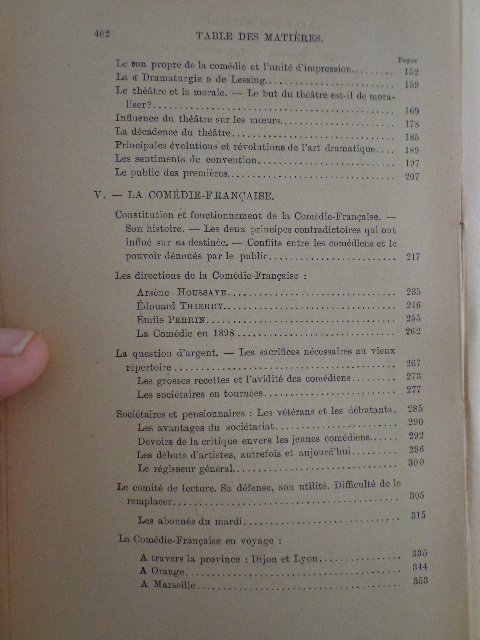 402 TABLE DES MATIÈRES.
Pages
Le son propre de la comédie et l'unité d'impression......... 152
La « Dramaturgie » de Lessing......................... 159
Le théâtre et la morale. — Le but du théâtre est-il de mora-
liser?.................................................. 169
Influence du théâtre sur les mœurs..................... 178
La décadence du théâtre................................ 185
Principales évolutions et révolutions de l'art dramatique.... 189
Les sentiments de convention........................... 197
Le public des premières................................ 207
V. — LA COMÉDIE-FRANÇAISE.
Constitution et fonctionnement de la Comédie-Française. —
Son histoire. — Les deux principes contradictoires qui ont
influé sur sa destinée. — Conflits entre les comédiens et le
pouvoir dénoués par le public.......................... 217
Les directions de la Comédie-Française :
Arsène HOUSSAYE........................................ 235
Édouard THIERRY........................................ 246
Émile PERRIN........................................... 255
La Comédie en 1898..................................... 262
La question d'argent. — Les sacrifices nécessaires au vieux
répertoire............................................. 267
Les grosses recettes et l'avidité des comédiens........ 273
Les sociétaires en tournées............................ 277
Sociétaires et pensionnaires : Les vétérans et les débutants. 285
Les avantages du sociétariat........................... 290
Devoirs de la critique envers les jeunes comédiens...... 292
Les débuts d'artistes, autrefois et aujourd'hui......... 296
Le régisseur général................................... 300
Le comité de lecture. Sa défense, son utilité. Difficulté de le
remplacer.............................................. 305
Les abonnés du mardi................................... 315
La Comédie-Française en voyage :
A travers la province : Dijon et Lyon.................. 335
A Orange............................................... 344
A Marseille............................................ 353